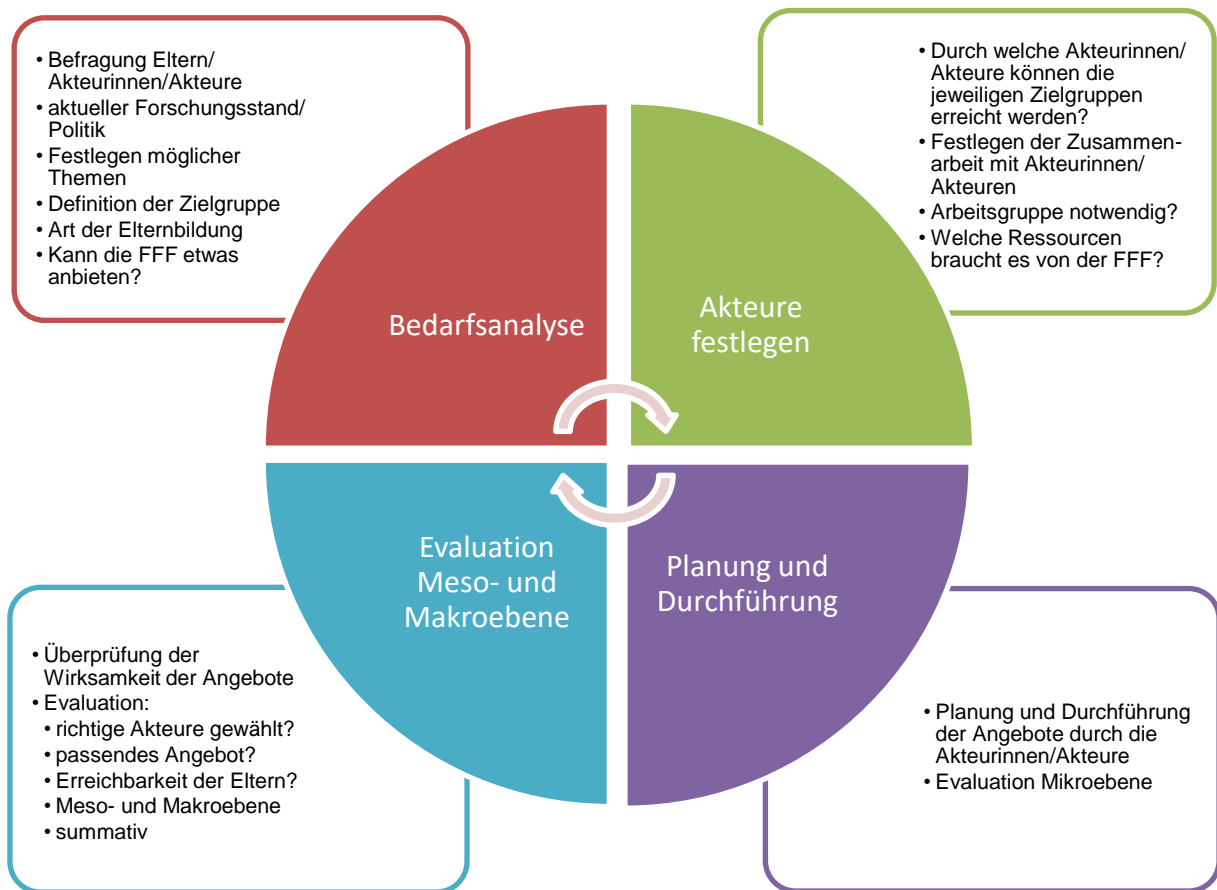 • Befragung Eltern/
Akteurinnen/Akteure
• aktueller Forschungsstand/
Politik
• Festlegen möglicher
Themen
• Definition der Zielgruppe
• Art der Elternbildung
• Kann die FFF etwas
anbieten?
• Durch welche Akteurinnen/
Akteure können die
jeweiligen Zielgruppen
erreicht werden?
• Festlegen der Zusammen-
arbeit mit Akteurinnen/
Akteuren
• Arbeitsgruppe notwendig?
• Welche Ressourcen
braucht es von der FFF?
Bedarfsanalyse
Akteure
festlegen
Evaluation
Meso- und
Makroebene
Planung und
Durchführung
• Überprüfung der
Wirksamkeit der Angebote
• Evaluation:
• richtige Akteure gewählt?
• passendes Angebot?
• Erreichbarkeit der Eltern?
• Meso- und Makroebene
• summativ
• Planung und Durchführung
der Angebote durch die
Akteurinnen/Akteure
• Evaluation Mikroebene